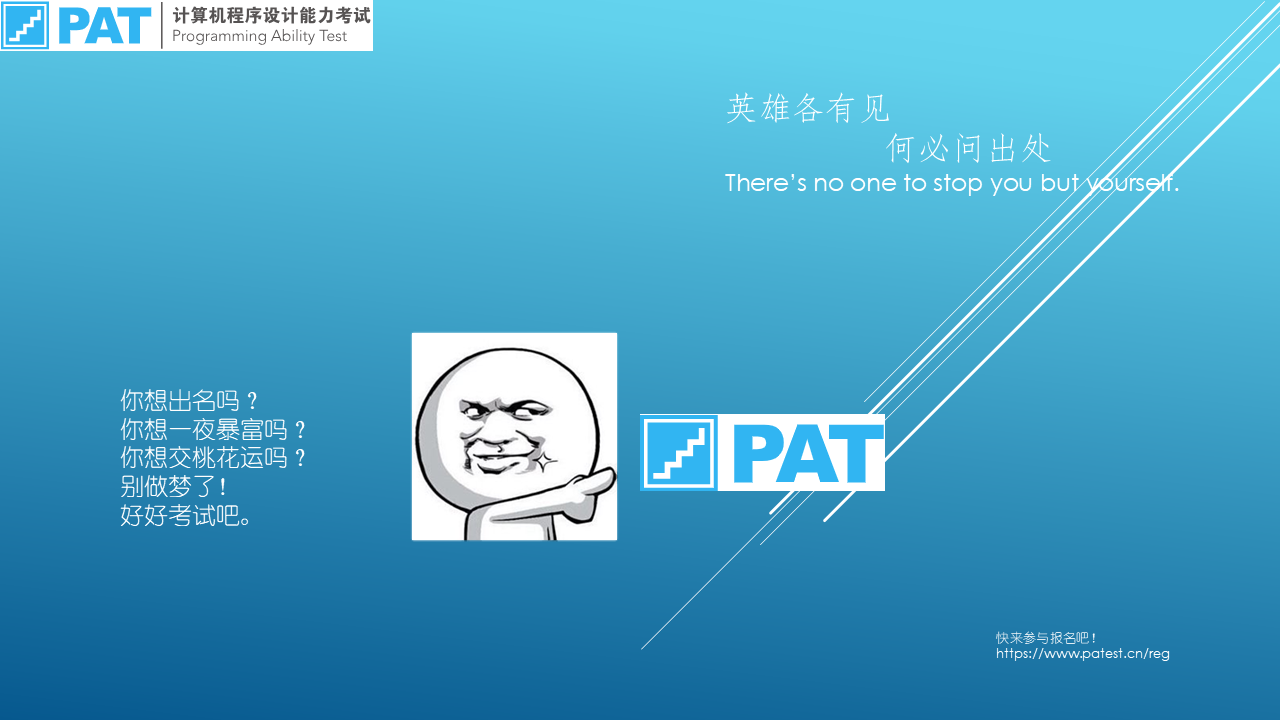 PAT
计算机程序设计能力考试
Programming Ability Test
英雄各有见
何必问出处
There’s no one to stop you but yourself.
你想出名吗？
你想一夜暴富吗？
你想交桃花运吗？
别做梦了！
好好考试吧。
PAT
快来参与报名吧！
https://www.patest.cn/reg